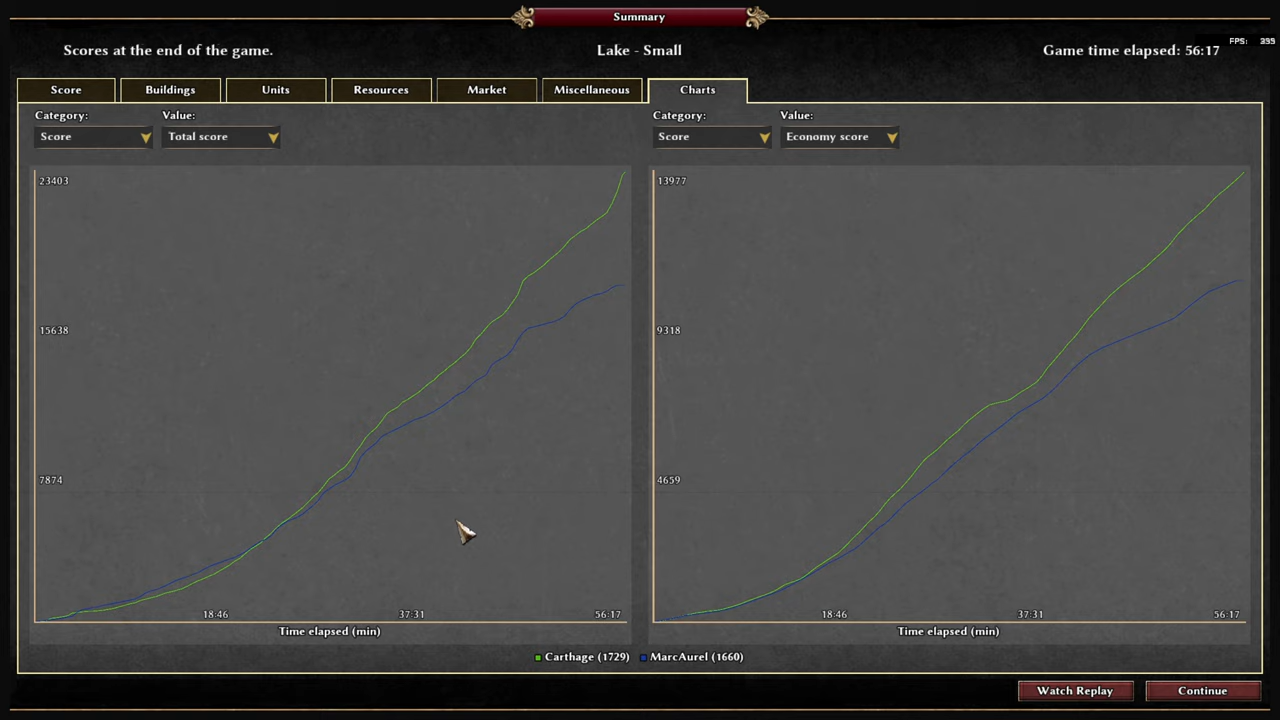 Summary
Scores at the end of the game.
Lake - Small
Game time elapsed: 56:17
FPS: 399
Score
Buildings
Units
Resources
Market
Miscellaneous
Charts
Category:
Value:
Score
Total score
Category:
Value:
Score
Economy score
23403
15638
7874
18:46
37:31
56:17
Time elapsed (min)
13977
9318
4659
18:46
37:31
56:17
Time elapsed (min)
Carthage (1729)
MarcAurel (1660)
Watch Replay
Continue